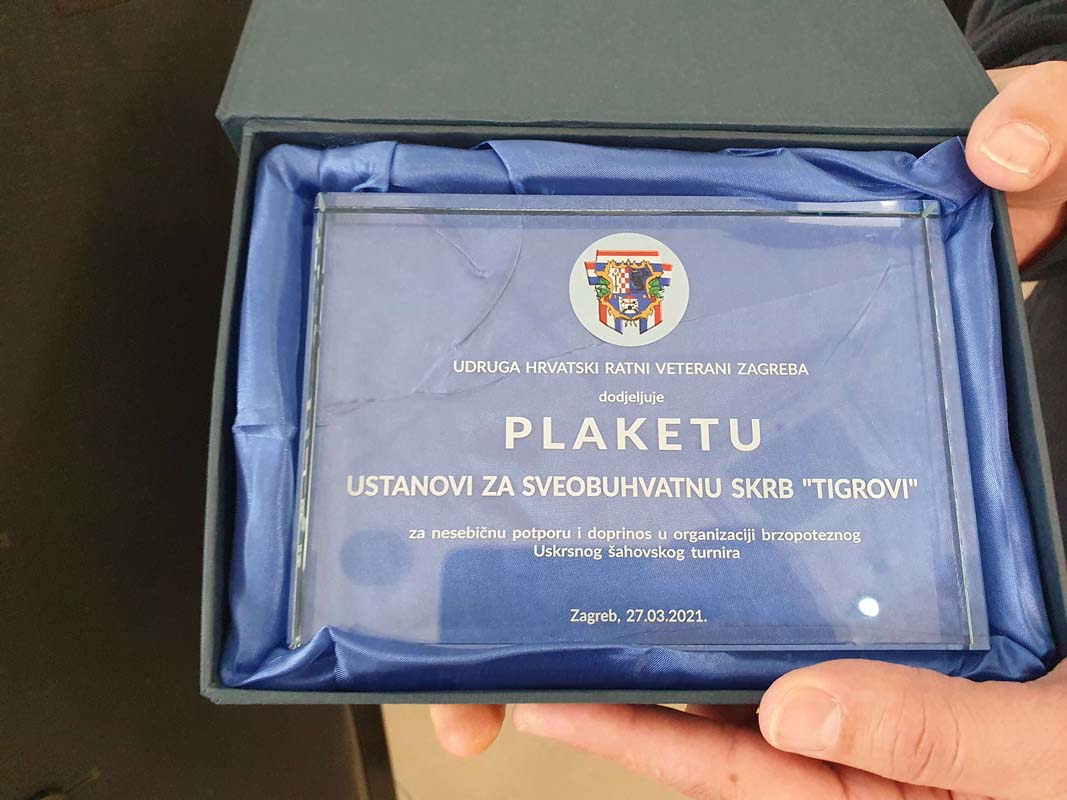 UDRUGA HRVATSKI RATNI VETERANI ZAGREBA
dodjeljuje
PLAKETU
USTANOVI ZA SVEOBUHVATNU SKRB "TIGROVI"
za nesebičnu potporu i doprinos u organizaciji brzopoteznog
Uskrsnog šahovskog turnira
Zagreb, 27.03.2021.